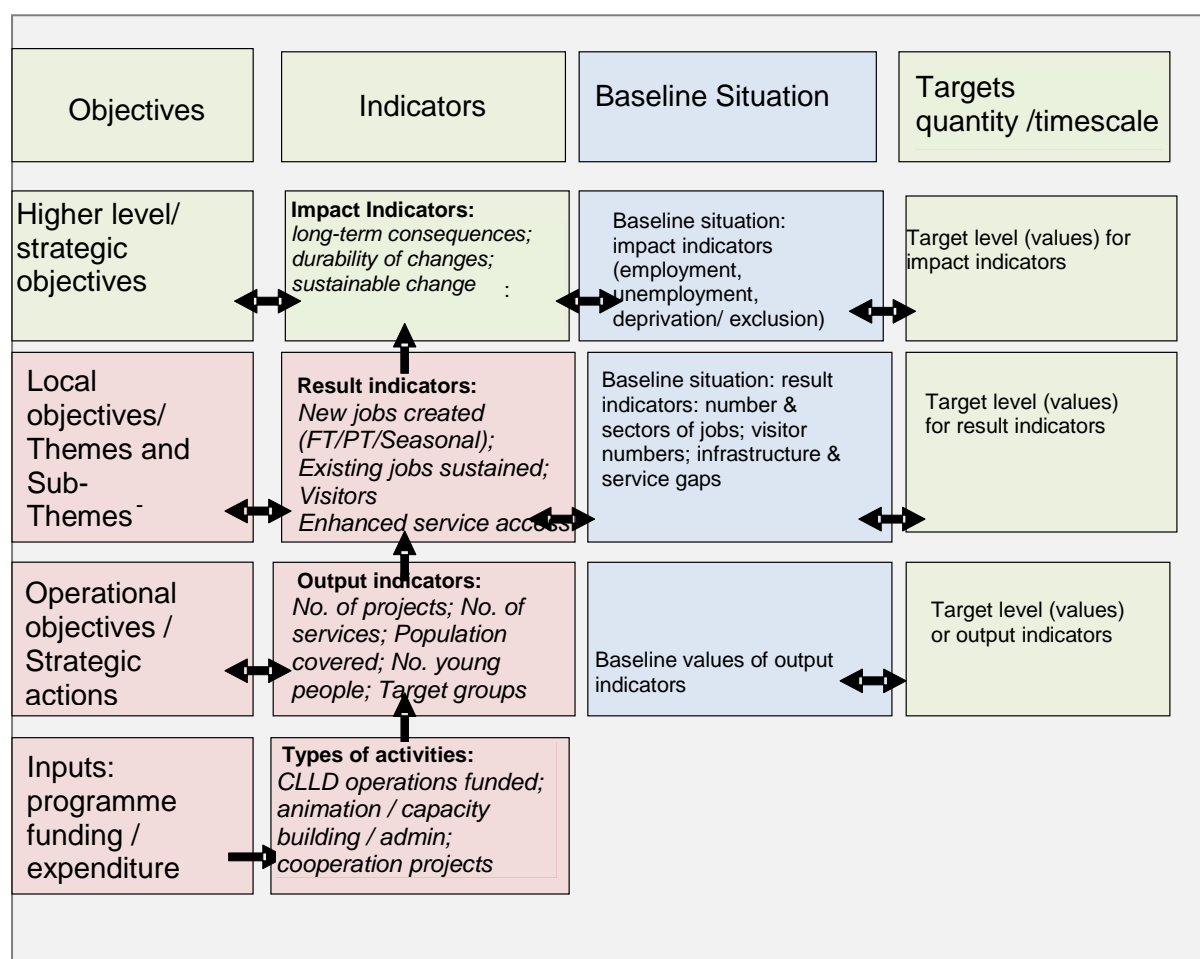 Objectives
Indicators
Baseline Situation
Targets
quantity /timescale
Higher level/
strategic
objectives
Impact Indicators:
long-term consequences;
durability of changes;
sustainable change :
Baseline situation:
impact indicators
(employment,
unemployment,
deprivation/ exclusion)
Target level (values) for
impact indicators
Local
objectives/
Themes and
Sub-
Themes -
Result indicators:
New jobs created
(FT/PT/Seasonal);
Existing jobs sustained;
Visitors
Enhanced service access.
Baseline situation: result
indicators: number &
sectors of jobs; visitor
numbers; infrastructure &
service gaps
Target level (values)
for result indicators
Operational
objectives /
Strategic
actions
Output indicators:
No. of projects; No. of
services; Population
covered; No. young
people; Target groups
Baseline values of output
indicators
Target level (values)
or output indicators
Inputs:
programme
funding /
expenditure
Types of activities:
CLLD operations funded;
animation / capacity
building / admin;
cooperation projects